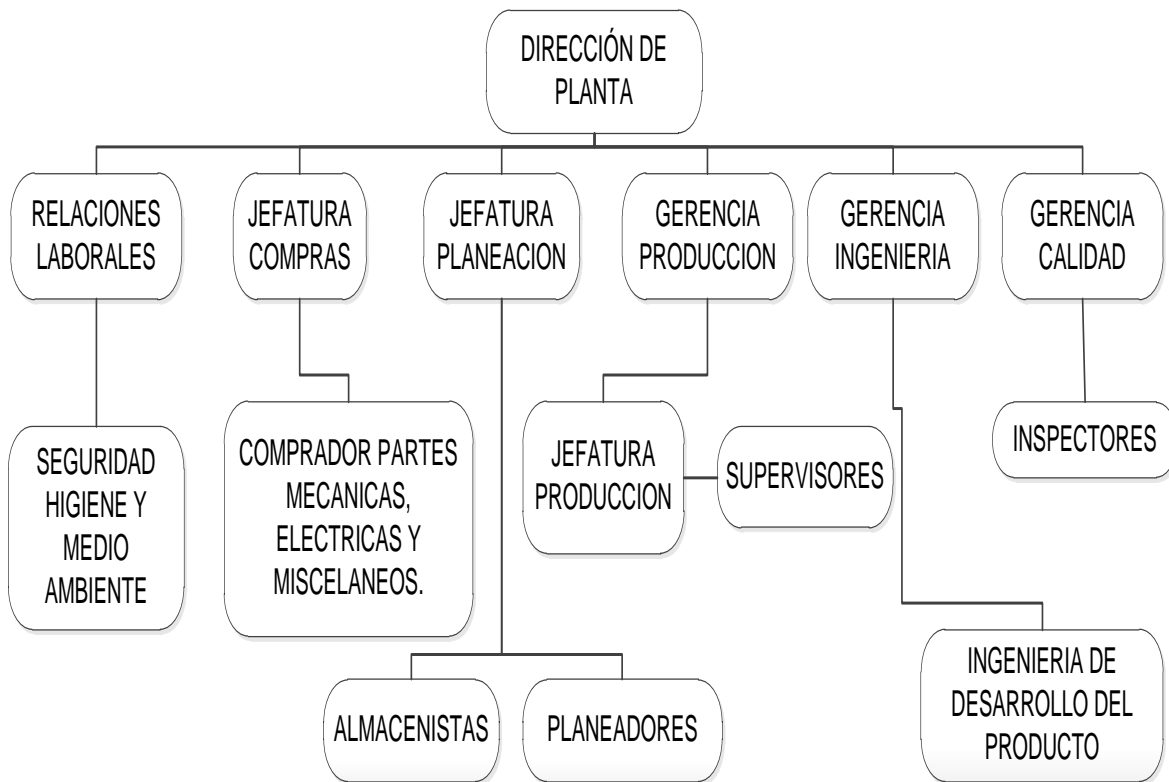 DIRECCIÓN DE
PLANTA
RELACIONES
LABORALES
JEFATURA
COMPRAS
JEFATURA
PLANEACION
GERENCIA
PRODUCCION
GERENCIA
INGENIERIA
GERENCIA
CALIDAD
SEGURIDAD
HIGIENE Y
MEDIO
AMBIENTE
COMPRADOR PARTES
MECANICAS,
ELECTRICAS Y
MISCELANEOS.
JEFATURA
PRODUCCION
SUPERVISORES
INSPECTORES
ALMACENISTAS
PLANEADORES
INGENIERIA DE
DESARROLLO DEL
PRODUCTO